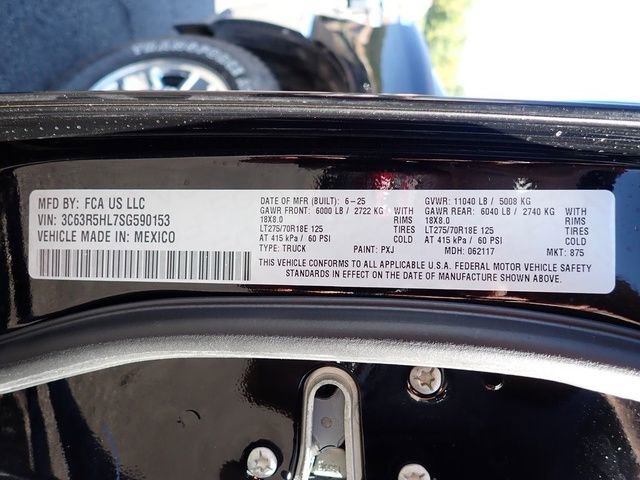 MFD BY: FCA US LLC
VIN: 3C63R5HL7SG590153
VEHICLE MADE IN: MEXICO
DATE OF MFR (BUILT): 6-25 GVWR: 11040 LB / 5008 KG
GAWR FRONT: 6000 LB / 2722 KG WITH GAWR REAR: 6040 LB / 2740 KG WITH
18X8.0 RIMS 18X8.0 RIMS
LT275/70R18E 125 TIRES LT275/70R18E 125 TIRES
AT 415 kPa / 60 PSI COLD AT 415 kPa / 60 PSI COLD
TYPE: TRUCK PAINT: PXJ MDH: 062117 MKT: 875
THIS VEHICLE CONFORMS TO ALL APPLICABLE U.S.A. FEDERAL MOTOR VEHICLE SAFETY
STANDARDS IN EFFECT ON THE DATE OF MANUFACTURE SHOWN ABOVE.